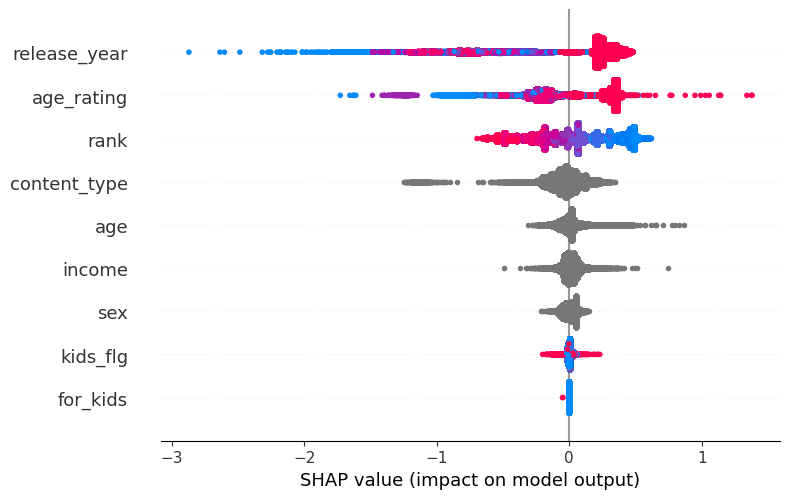 release_year
age_rating
rank
content_type
age
income
sex
kids_flg
for_kids
−3 −2 −1 0 1
SHAP value (impact on model output)